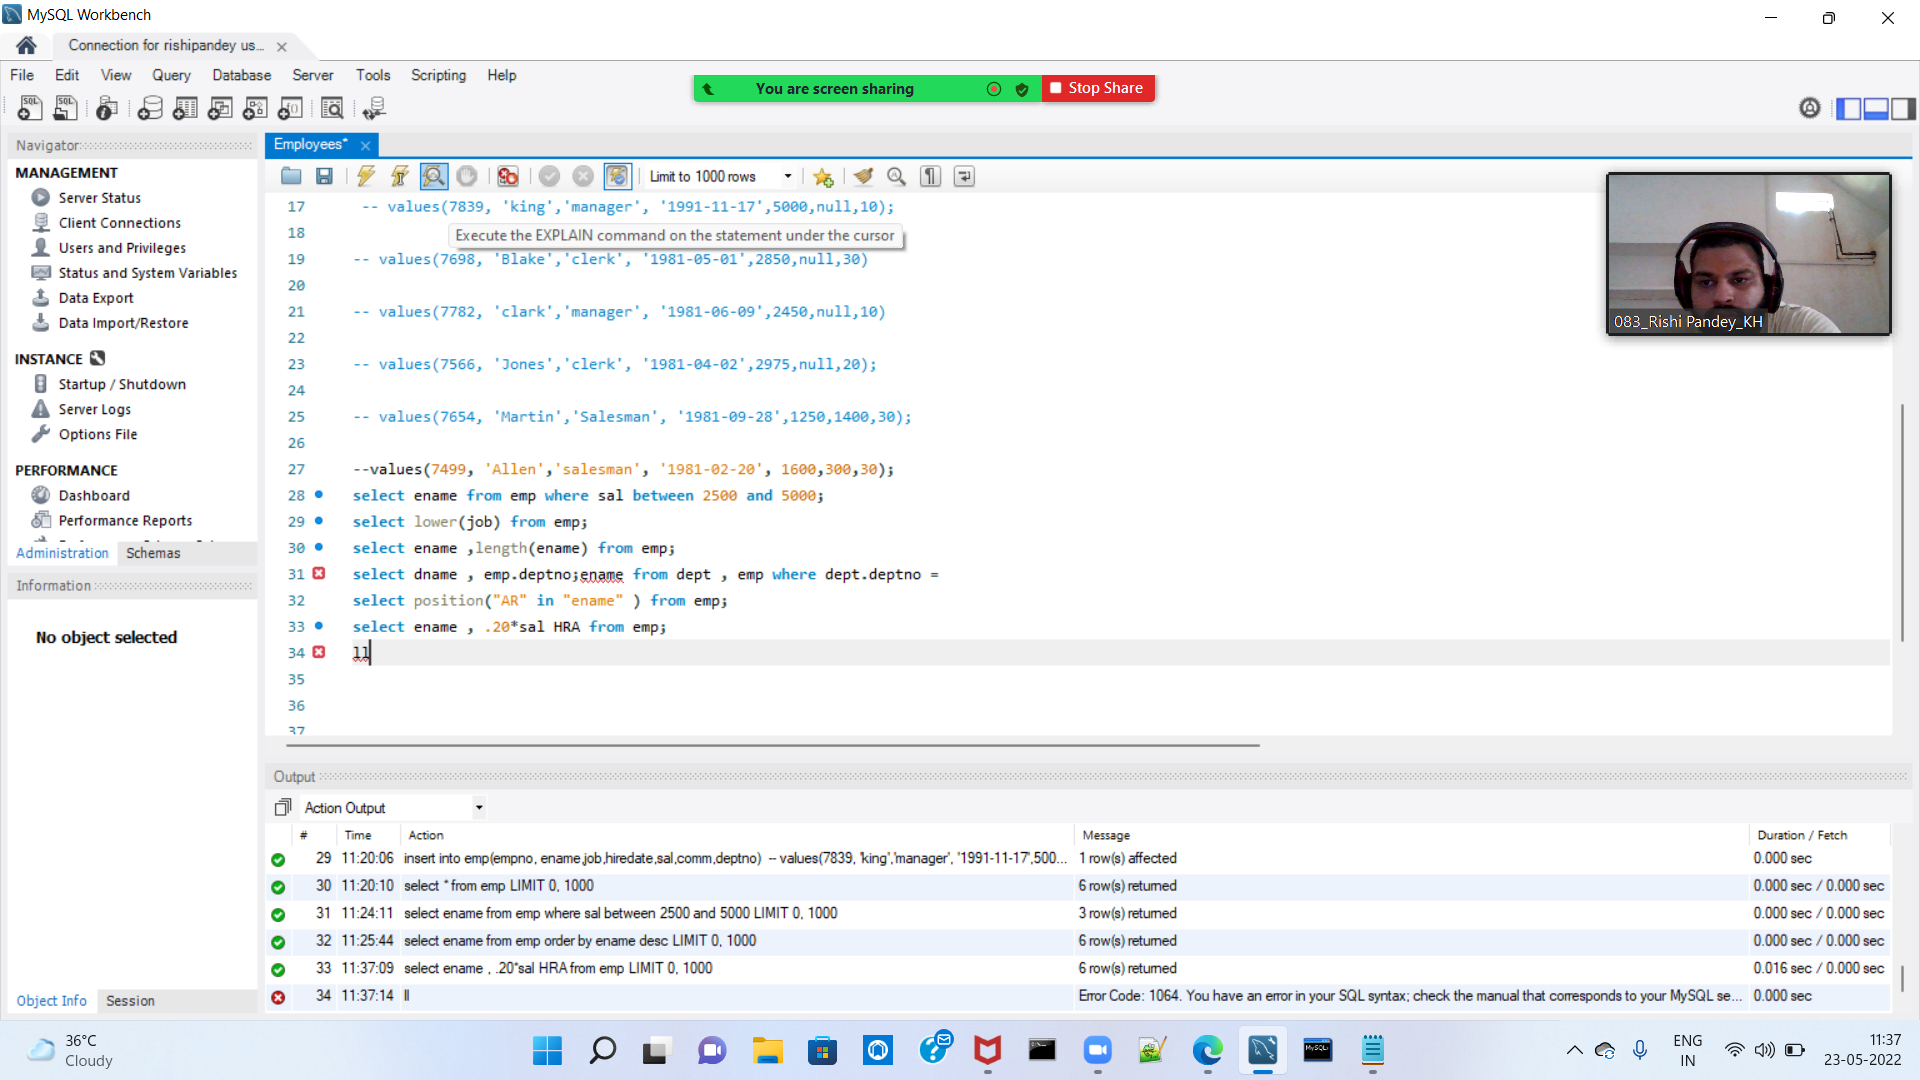 MySQL Workbench
Connection for rishipandey us...
File Edit View Query Database Server Tools Scripting Help
You are screen sharing
Stop Share
Navigator
MANAGEMENT
Server Status
Client Connections
Users and Privileges
Status and System Variables
Data Export
Data Import/Restore
INSTANCE
Startup / Shutdown
Server Logs
Options File
PERFORMANCE
Dashboard
Performance Reports
Administration Schemas
Information
No object selected
Object Info Session
Employees*
Limit to 1000 rows
17 -- values(7839, 'king','manager', '1991-11-17',5000,null,10);
18
Execute the EXPLAIN command on the statement under the cursor
19 -- values(7698, 'Blake','clerk', '1981-05-01',2850,null,30)
20
21 -- values(7782, 'clark','manager', '1981-06-09',2450,null,10)
22
23 -- values(7566, 'Jones','clerk', '1981-04-02',2975,null,20);
24
25 -- values(7654, 'Martin','Salesman', '1981-09-28',1250,1400,30);
26
27 --values(7499, 'Allen','salesman', '1981-02-20', 1600,300,30);
28 select ename from emp where sal between 2500 and 5000;
29 select lower(job) from emp;
30 select ename ,length(ename) from emp;
31 select dname , emp.deptno;ename from dept , emp where dept.deptno =
32 select position("AR" in "ename" ) from emp;
33 select ename , .20*sal HRA from emp;
34 ll
35
36
37
083_Rishi Pandey_KH
Output
Action Output
# Time Action Message Duration / Fetch
29 11:20:06 insert into emp(empno, ename,job,hiredate,sal,comm,deptno) -- values(7839, 'king','manager', '1991-11-17',500... 1 row(s) affected 0.000 sec
30 11:20:10 select * from emp LIMIT 0, 1000 6 row(s) returned 0.000 sec / 0.000 sec
31 11:24:11 select ename from emp where sal between 2500 and 5000 LIMIT 0, 1000 3 row(s) returned 0.000 sec / 0.000 sec
32 11:25:44 select ename from emp order by ename desc LIMIT 0, 1000 6 row(s) returned 0.000 sec / 0.000 sec
33 11:37:09 select ename , .20*sal HRA from emp LIMIT 0, 1000 6 row(s) returned 0.016 sec / 0.000 sec
34 11:37:14 ll Error Code: 1064. You have an error in your SQL syntax; check the manual that corresponds to your MySQL se... 0.000 sec
36°C
Cloudy
ENG
IN
11:37
23-05-2022